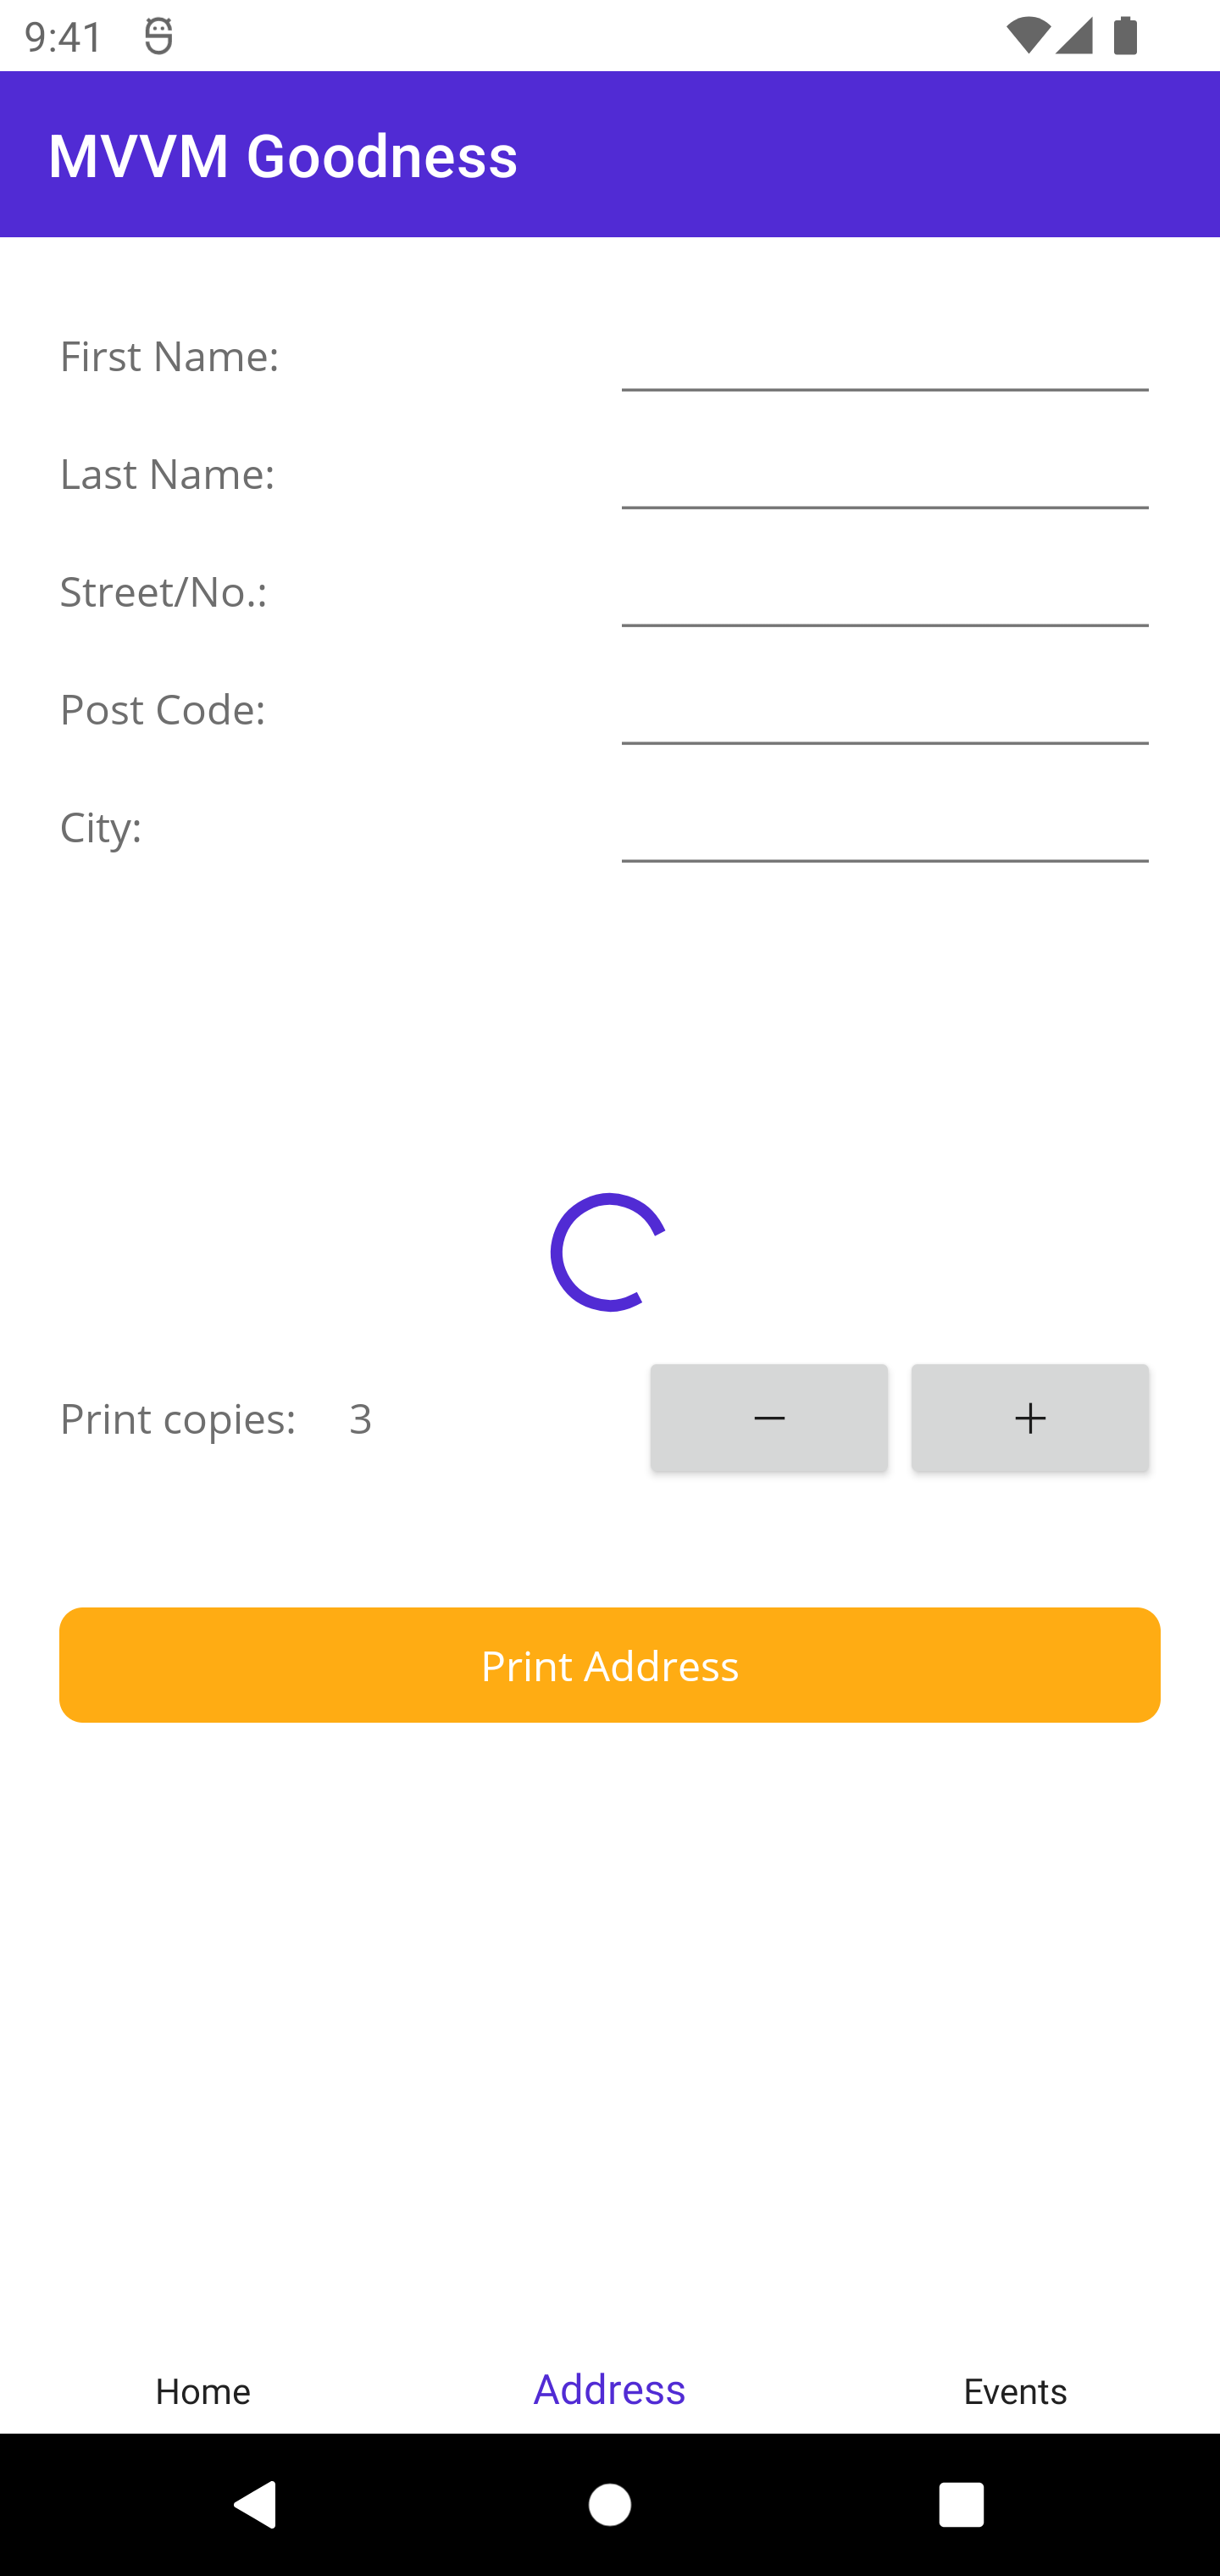 9:41
MVVM Goodness
First Name:
Last Name:
Street/No.:
Post Code:
City:
Print copies: 3 − +
Print Address
Home Address Events